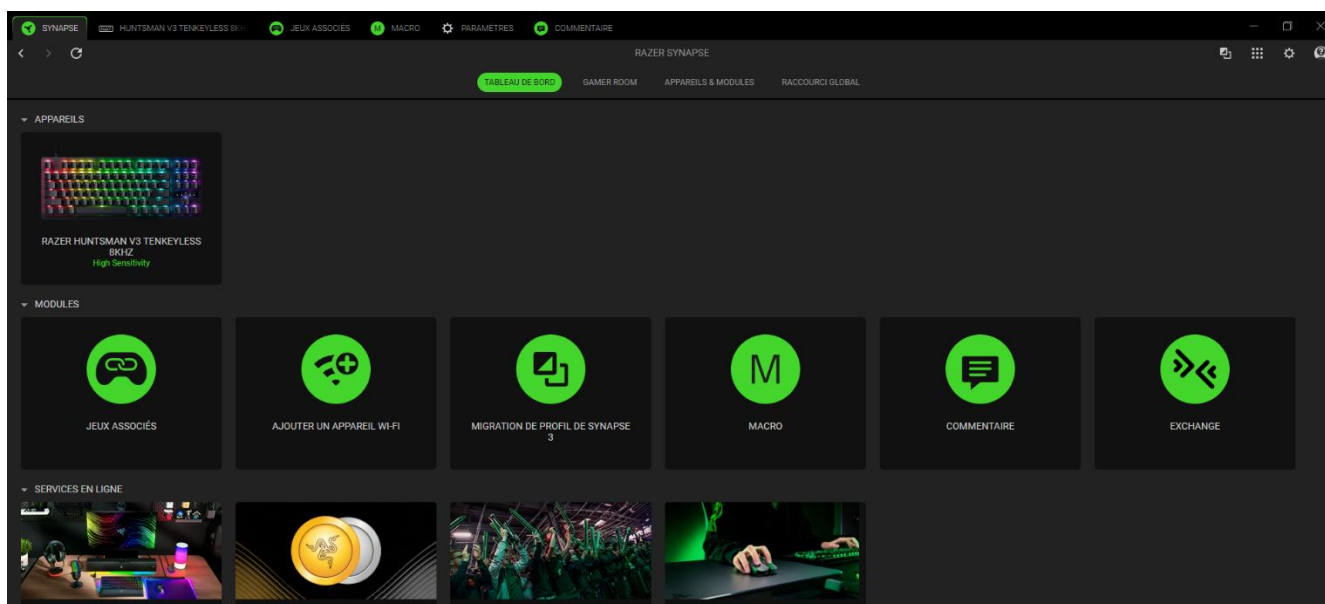 SYNAPSE
HUNTSMAN V3 TENKEYLESS 8KH
JEUX ASSOCIÉS
M MACRO
PARAMÈTRES
COMMENTAIRE
RAZER SYNAPSE
TABLEAU DE BORD
GAMER ROOM
APPAREILS & MODULES
RACCOURCI GLOBAL
APPAREILS
RAZER HUNTSMAN V3 TENKEYLESS
8KHZ
High Sensitivity
MODULES
JEUX ASSOCIÉS
AJOUTER UN APPAREIL WI-FI
MIGRATION DE PROFIL DE SYNAPSE
3
M
MACRO
COMMENTAIRE
EXCHANGE
SERVICES EN LIGNE